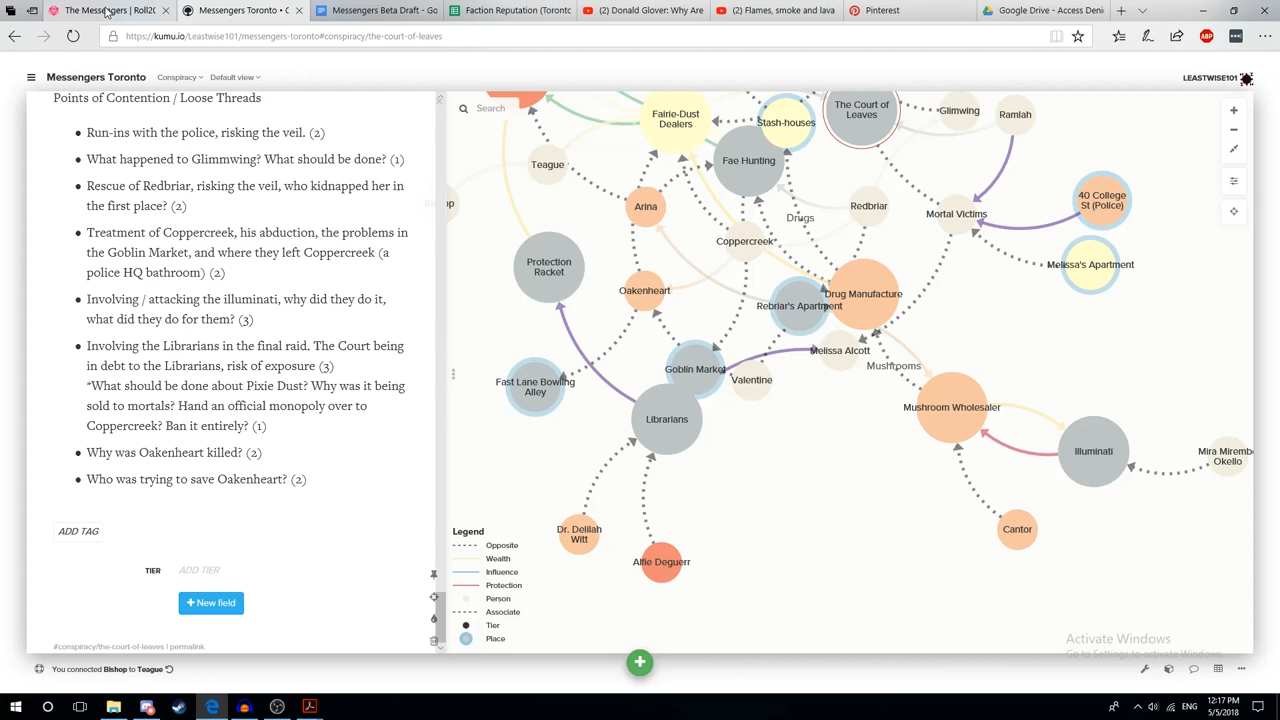 The Messengers | Roll20
Messengers Toronto • C
Messengers Beta Draft - Go
Faction Reputation (Toront
(2) Donald Glover: Why Are
(2) Flames, smoke and lava
Pinterest
Google Drive - Access Deni
https://kumu.io/Leastwise101/messengers-toronto#conspiracy/the-court-of-leaves
ABP
Messengers Toronto
Conspiracy
Default view
LEASTWISE101
Points of Contention / Loose Threads
• Run-ins with the police, risking the veil. (2)
• What happened to Glimmwing? What should be done? (1)
• Rescue of Redbriar, risking the veil, who kidnapped her in
the first place? (2)
• Treatment of Coppercreek, his abduction, the problems in
the Goblin Market, and where they left Coppercreek (a
police HQ bathroom) (2)
• Involving / attacking the illuminati, why did they do it,
what did they do for them? (3)
• Involving the Librarians in the final raid. The Court being
in debt to the Librarians, risk of exposure (3)
"What should be done about Pixie Dust? Why was it being
sold to mortals? Hand an official monopoly over to
Coppercreek? Ban it entirely? (1)
• Why was Oakenheart killed? (2)
• Who was trying to save Oakenheart? (2)
ADD TAG
TIER
ADD TIER
+ New field
#conspiracy/the-court-of-leaves | permalink
You connected Bishop to Teague
Search
Fairie-Dust
Dealers
Stash-houses
The Court of
Leaves
Glimwing
Ramlah
Teague
Fae Hunting
Bishop
Arina
Drugs
Redbriar
Mortal Victims
40 College
St (Police)
Coppercreek
Protection
Racket
Melissa's Apartment
Oakenheart
Rebriar's Apartment
Drug Manufacture
Melissa Alcott
Mushrooms
Fast Lane Bowling
Alley
Goblin Market
Valentine
Librarians
Mushroom Wholesaler
Illuminati
Mira Mirembe
Okello
Dr. Delilah
Witt
Alfie Deguerr
Cantor
Legend
Opposite
Wealth
Influence
Protection
Person
Associate
Tier
Place
Activate Windows
Go to Settings to activate Windows.
ENG
12:17 PM
5/5/2018